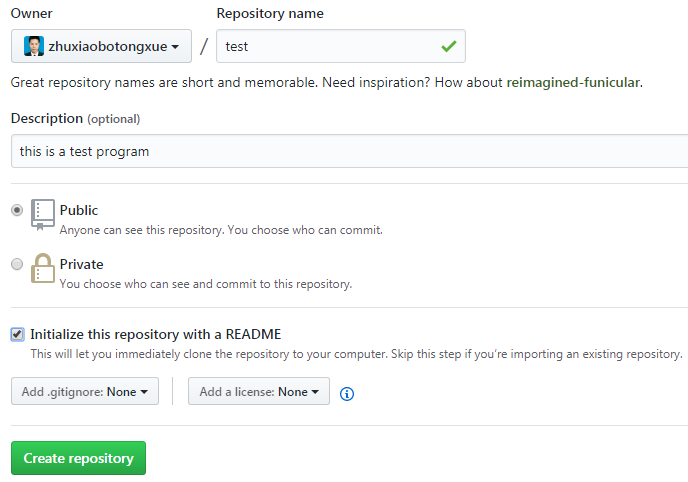 Owner
Repository name
zhuxiaobotongxue
/
test
Great repository names are short and memorable. Need inspiration? How about reimagined-funicular.
Description (optional)
this is a test program
Public
Anyone can see this repository. You choose who can commit.
Private
You choose who can see and commit to this repository.
Initialize this repository with a README
This will let you immediately clone the repository to your computer. Skip this step if you're importing an existing repository.
Add .gitignore: None
Add a license: None
Create repository